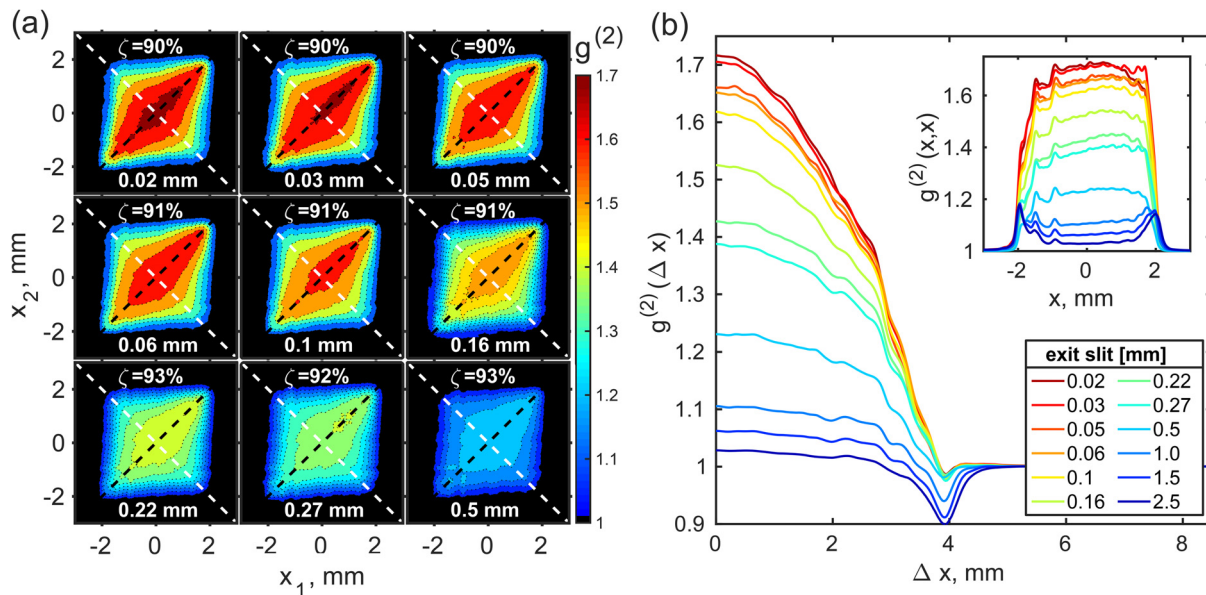 (a)
ζ=90% ζ=90% ζ=90%
g(2)
2
0
-2
0.02 mm 0.03 mm 0.05 mm
1.7
1.6
1.5
1.4
1.3
1.2
1.1
1
ζ=91% ζ=91% ζ=91%
2
0
-2
x2, mm
0.06 mm 0.1 mm 0.16 mm
ζ=93% ζ=92% ζ=93%
2
0
-2
0.22 mm 0.27 mm 0.5 mm
-2 0 2 -2 0 2 -2 0 2
x1, mm
(b)
1.7
1.6
1.5
1.4
1.3
1.2
1.1
1
0.9
g(2) (Δ x)
0 2 4 6 8
Δ x, mm
1.6
1.4
1.2
1
g(2) (x,x)
-2 0 2
x, mm
exit slit [mm]
0.02 0.22
0.03 0.27
0.05 0.5
0.06 1.0
0.1 1.5
0.16 2.5